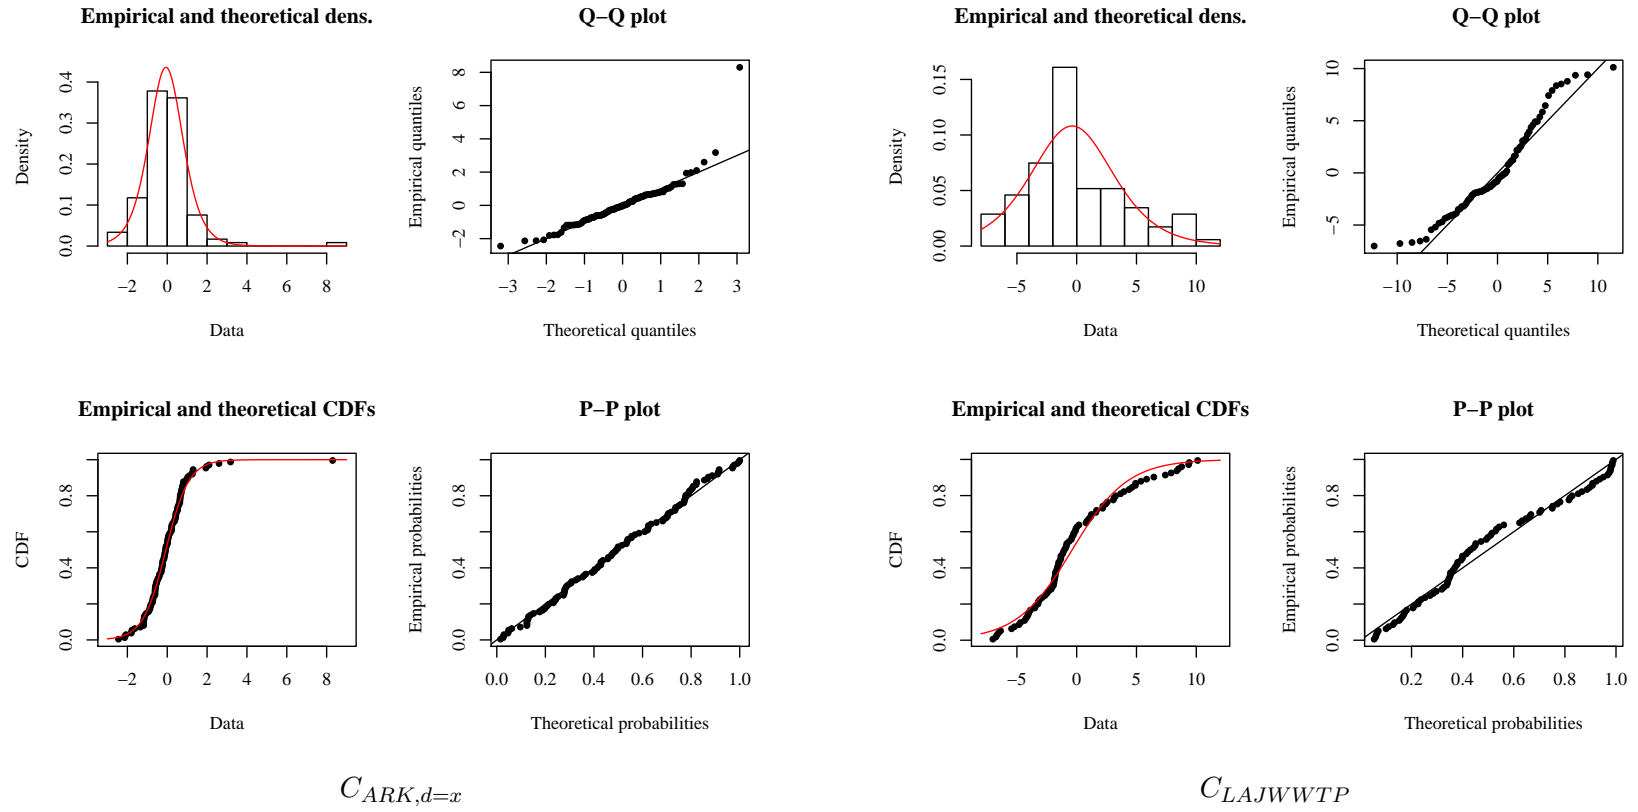 Empirical and theoretical dens.
Q−Q plot
Empirical and theoretical dens.
Q−Q plot
Density
0.0 0.1 0.2 0.3 0.4
−2 0 2 4 6 8
Data
Empirical quantiles
−2 0 2 4 6 8
−3 −2 −1 0 1 2 3
Theoretical quantiles
Density
0.00 0.05 0.10 0.15
−5 0 5 10
Data
Empirical quantiles
−5 0 5 10
−10 −5 0 5 10
Theoretical quantiles
Empirical and theoretical CDFs
P−P plot
Empirical and theoretical CDFs
P−P plot
CDF
0.0 0.4 0.8
−2 0 2 4 6 8
Data
Empirical probabilities
0.0 0.4 0.8
0.0 0.2 0.4 0.6 0.8 1.0
Theoretical probabilities
CDF
0.0 0.4 0.8
−5 0 5 10
Data
Empirical probabilities
0.0 0.4 0.8
0.2 0.4 0.6 0.8 1.0
Theoretical probabilities
C_{ARK,d=x}
C_{LAJWWTP}